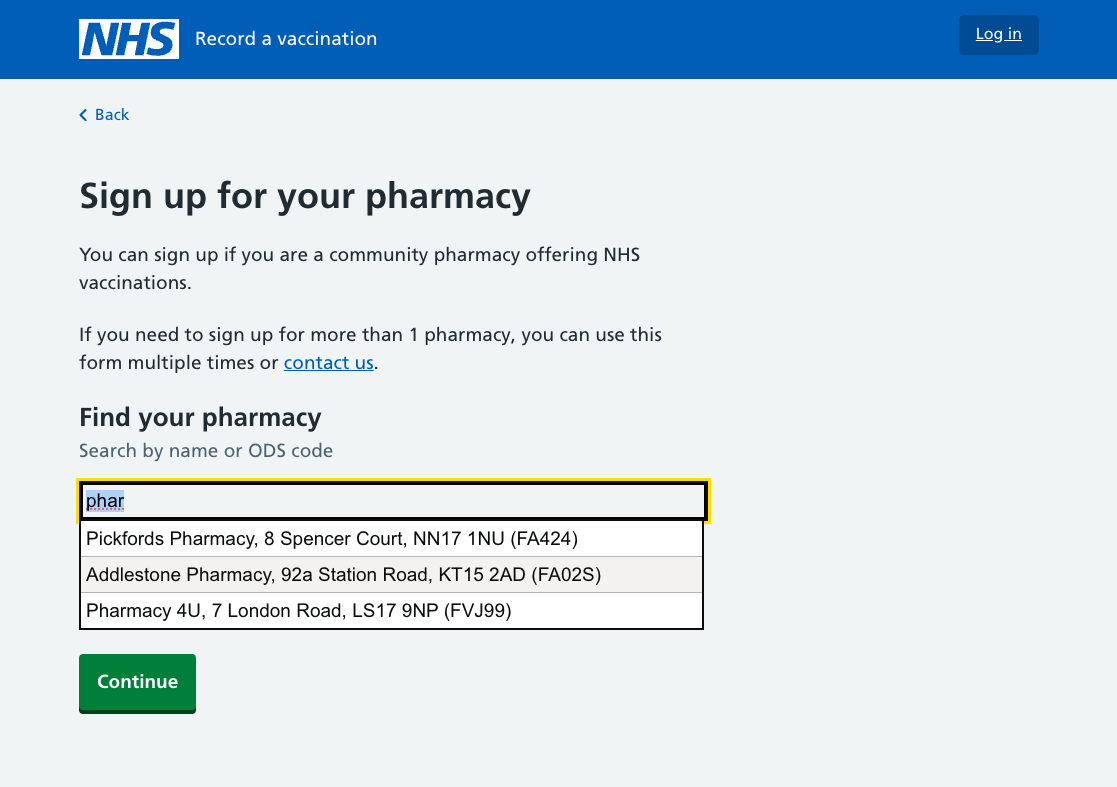 NHS Record a vaccination
Log in
Back
Sign up for your pharmacy
You can sign up if you are a community pharmacy offering NHS
vaccinations.
If you need to sign up for more than 1 pharmacy, you can use this
form multiple times or contact us.
Find your pharmacy
Search by name or ODS code
phar
Pickfords Pharmacy, 8 Spencer Court, NN17 1NU (FA424)
Addlestone Pharmacy, 92a Station Road, KT15 2AD (FA02S)
Pharmacy 4U, 7 London Road, LS17 9NP (FVJ99)
Continue